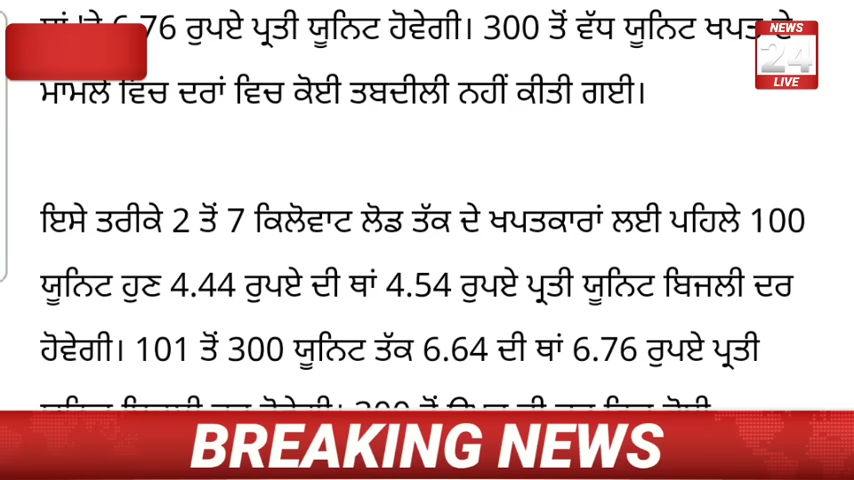 6.76 ਰੁਪਏ ਪ੍ਰਤੀ ਯੂਨਿਟ ਹੋਵੇਗੀ। 300 ਤੋਂ ਵੱਧ ਯੂਨਿਟ ਖਪਤ ਦੇ
NEWS
24
LIVE
ਮਾਮਲੇ ਵਿਚ ਦਰਾਂ ਵਿਚ ਕੋਈ ਤਬਦੀਲੀ ਨਹੀਂ ਕੀਤੀ ਗਈ।
ਇਸੇ ਤਰੀਕੇ 2 ਤੋਂ 7 ਕਿਲੋਵਾਟ ਲੋਡ ਤੱਕ ਦੇ ਖਪਤਕਾਰਾਂ ਲਈ ਪਹਿਲੇ 100
ਯੂਨਿਟ ਹੁਣ 4.44 ਰੁਪਏ ਦੀ ਥਾਂ 4.54 ਰੁਪਏ ਪ੍ਰਤੀ ਯੂਨਿਟ ਬਿਜਲੀ ਦਰ
ਹੋਵੇਗੀ। 101 ਤੋਂ 300 ਯੂਨਿਟ ਤੱਕ 6.64 ਦੀ ਥਾਂ 6.76 ਰੁਪਏ ਪ੍ਰਤੀ
BREAKING NEWS